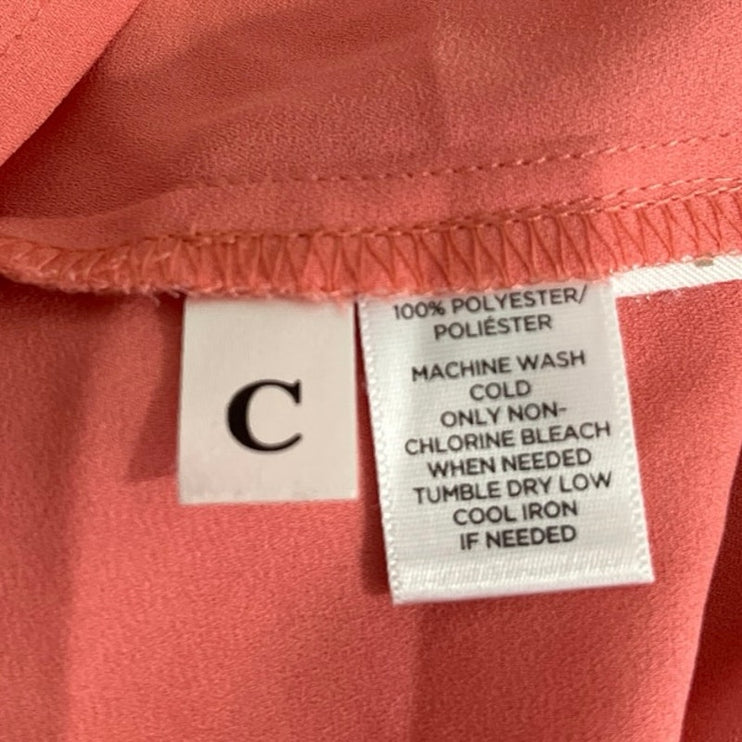 C
100% POLYESTER/
POLIÉSTER
MACHINE WASH
COLD
ONLY NON-
CHLORINE BLEACH
WHEN NEEDED
TUMBLE DRY LOW
COOL IRON
IF NEEDED